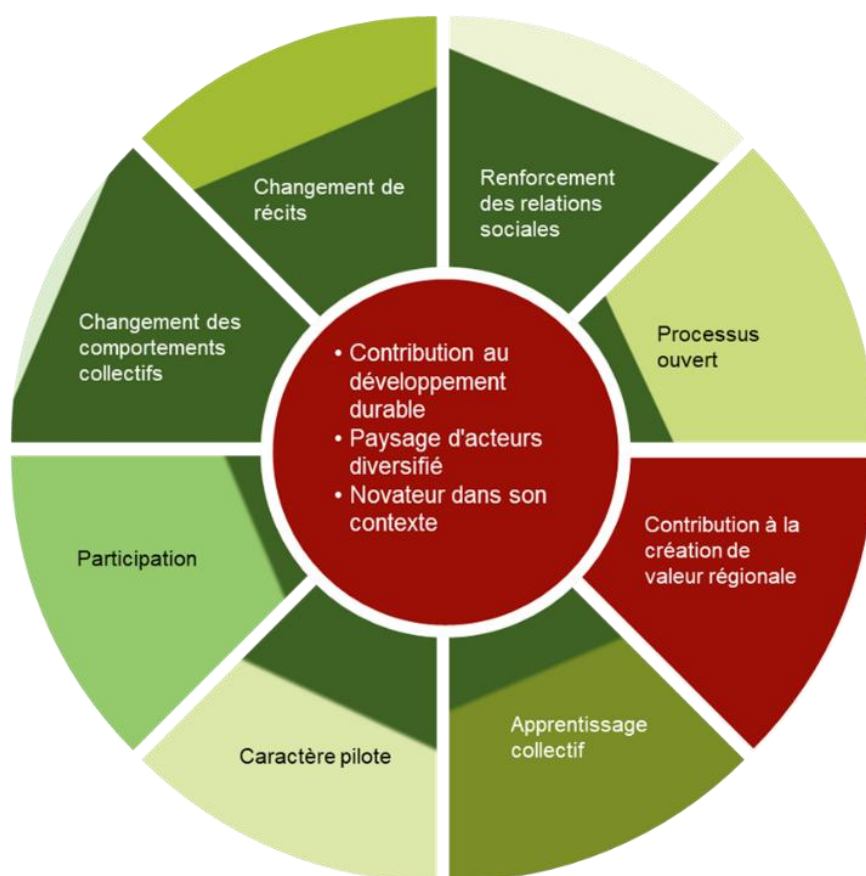 Changement de
récits
Renforcement
des relations
sociales
Changement des
comportements
collectifs
Processus
ouvert
• Contribution au
développement
durable
• Paysage d'acteurs
diversifié
• Novateur dans son
contexte
Contribution à la
création de
valeur régionale
Participation
Caractère pilote
Apprentissage
collectif